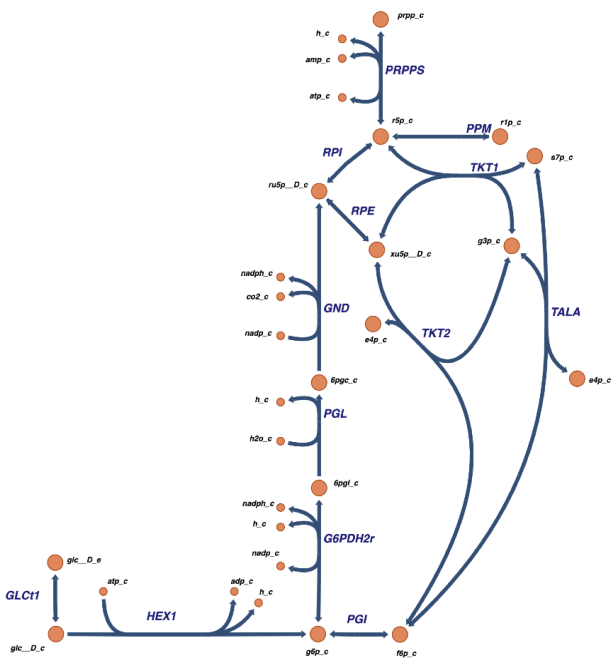 prpp_c
h_c
amp_c
PRPPS
atp_c
r5p_c
PPM
r1p_c
RPI
TKT1
s7p_c
ru5p__D_c
RPE
xu5p__D_c
g3p_c
nadph_c
co2_c
GND
nadp_c
e4p_c
TKT2
TALA
6pgc_c
e4p_c
h_c
PGL
h2o_c
6pgl_c
nadph_c
h_c
G6PDH2r
nadp_c
glc__D_e
GLCt1
atp_c
adp_c
h_c
HEX1
PGI
glc__D_c
g6p_c
f6p_c